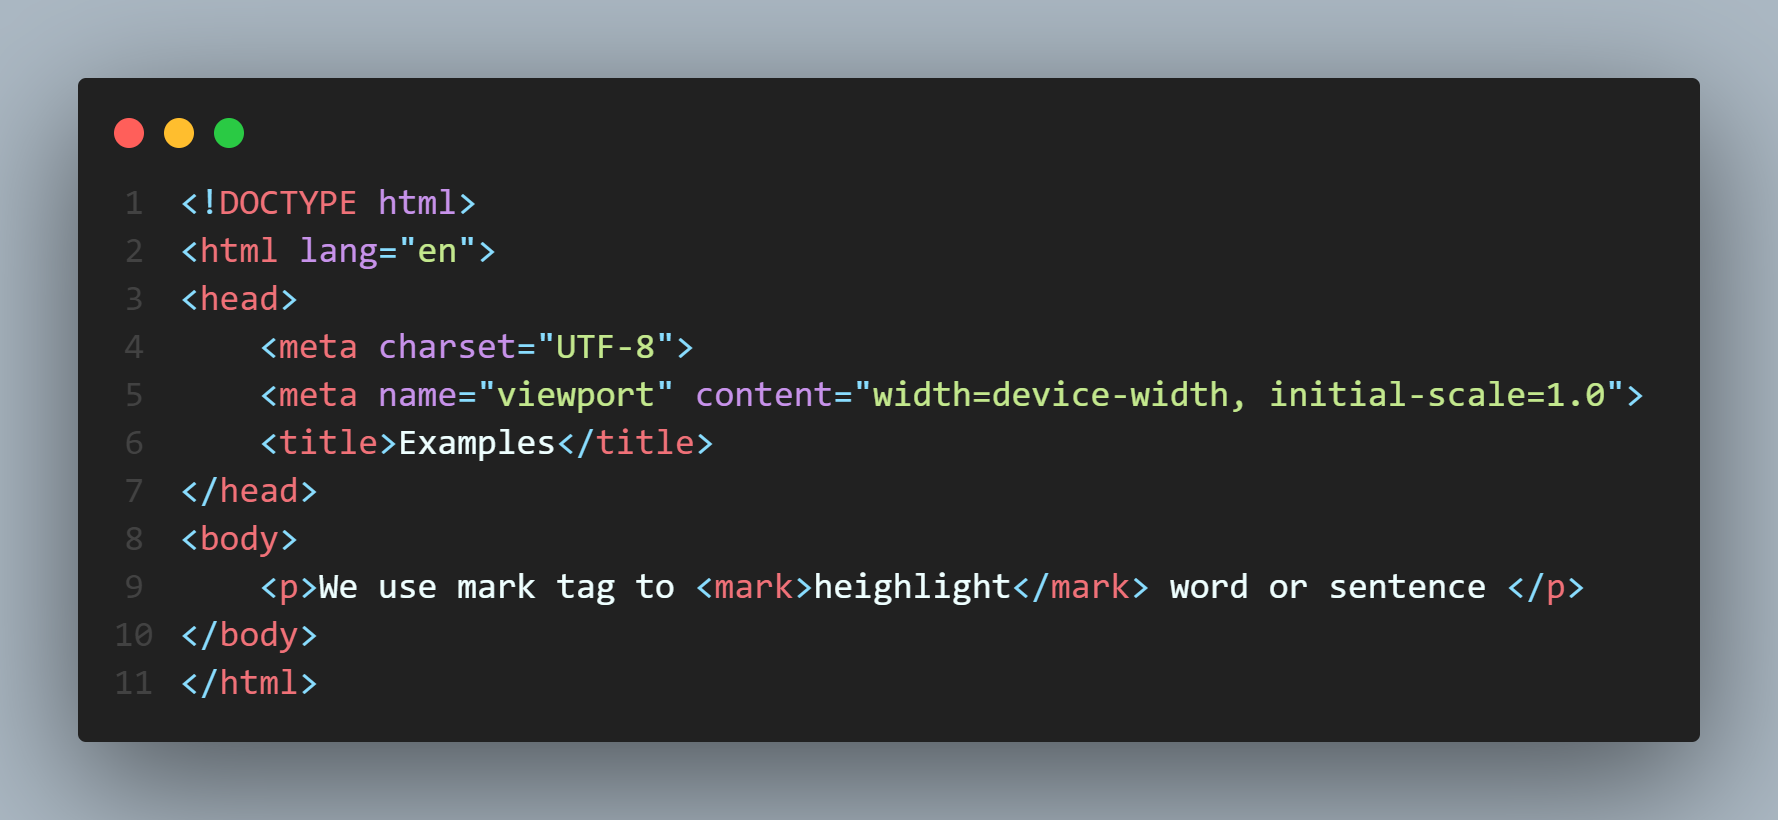 1 <!DOCTYPE html>
2 <html lang="en">
3 <head>
4     <meta charset="UTF-8">
5     <meta name="viewport" content="width=device-width, initial-scale=1.0">
6     <title>Examples</title>
7 </head>
8 <body>
9     <p>We use mark tag to <mark>heighlight</mark> word or sentence </p>
10 </body>
11 </html>